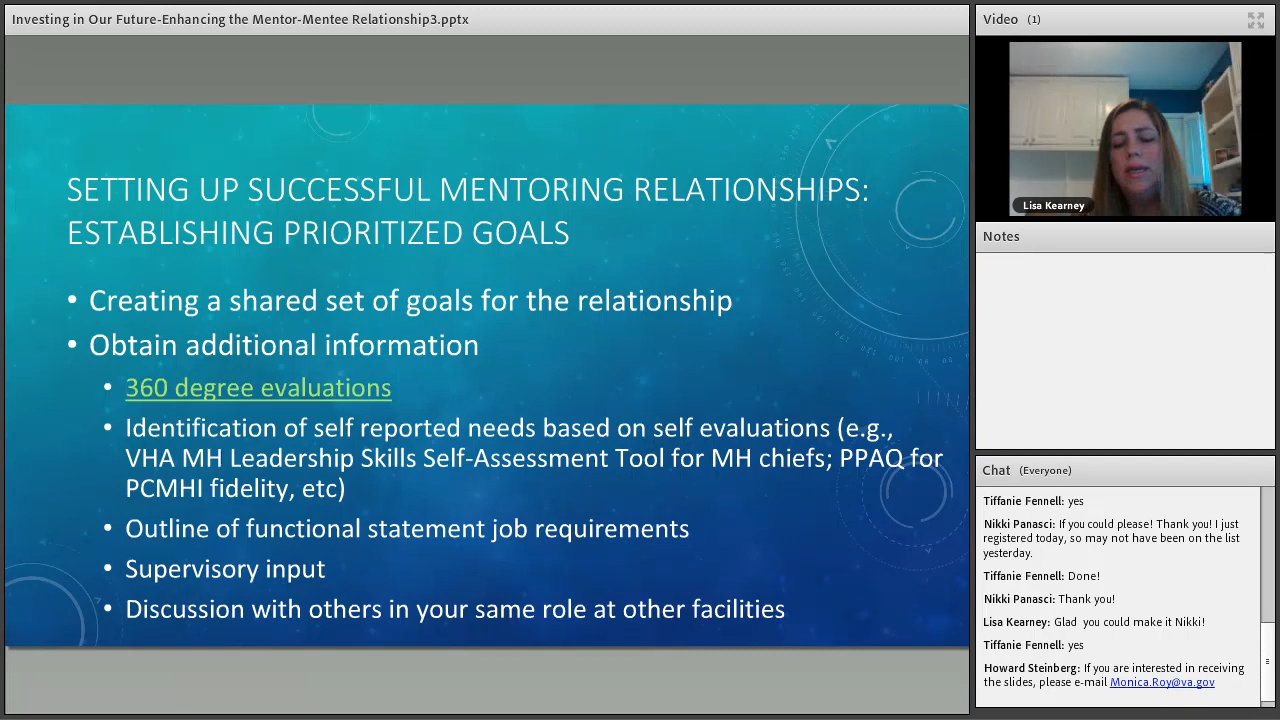 Investing in Our Future-Enhancing the Mentor-Mentee Relationship3.pptx
SETTING UP SUCCESSFUL MENTORING RELATIONSHIPS:
ESTABLISHING PRIORITIZED GOALS
• Creating a shared set of goals for the relationship
• Obtain additional information
• 360 degree evaluations
• Identification of self reported needs based on self evaluations (e.g.,
VHA MH Leadership Skills Self-Assessment Tool for MH chiefs; PPAQ for
PCMHI fidelity, etc)
• Outline of functional statement job requirements
• Supervisory input
• Discussion with others in your same role at other facilities
Video (1)
Lisa Kearney
Notes
Chat (Everyone)
Tiffanie Fennell: yes
Nikki Panasci: If you could please! Thank you! I just
registered today, so may not have been on the list
yesterday.
Tiffanie Fennell: Done!
Nikki Panasci: Thank you!
Lisa Kearney: Glad you could make it Nikki!
Tiffanie Fennell: yes
Howard Steinberg: If you are interested in receiving
the slides, please e-mail Monica.Roy@va.gov